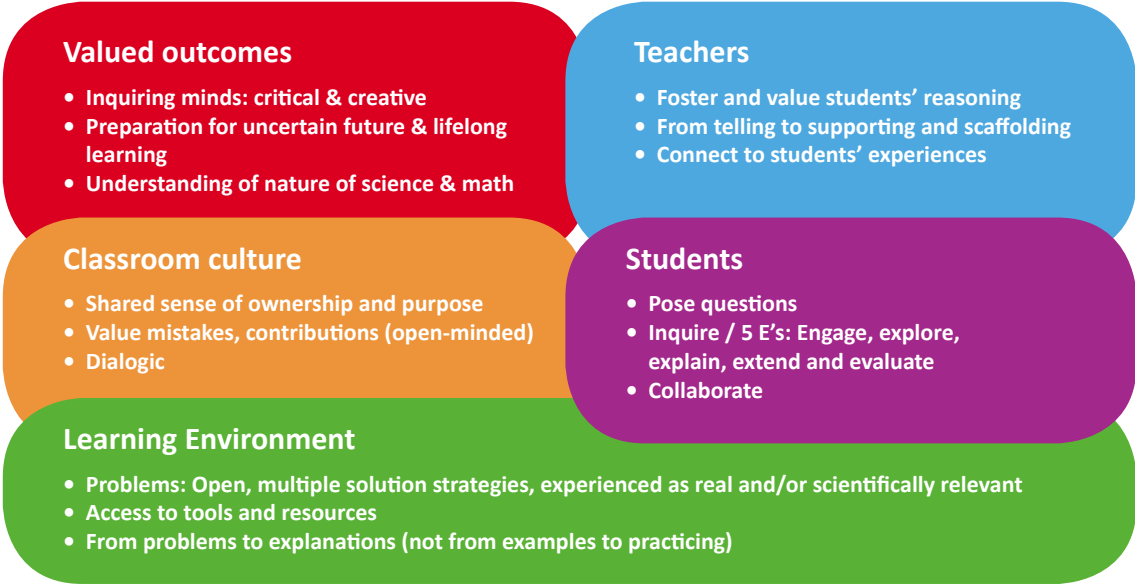 Valued outcomes
• Inquiring minds: critical & creative
• Preparation for uncertain future & lifelong
learning
• Understanding of nature of science & math
Teachers
• Foster and value students’ reasoning
• From telling to supporting and scaffolding
• Connect to students’ experiences
Classroom culture
• Shared sense of ownership and purpose
• Value mistakes, contributions (open-minded)
• Dialogic
Students
• Pose questions
• Inquire / 5 E’s: Engage, explore,
explain, extend and evaluate
• Collaborate
Learning Environment
• Problems: Open, multiple solution strategies, experienced as real and/or scientifically relevant
• Access to tools and resources
• From problems to explanations (not from examples to practicing)